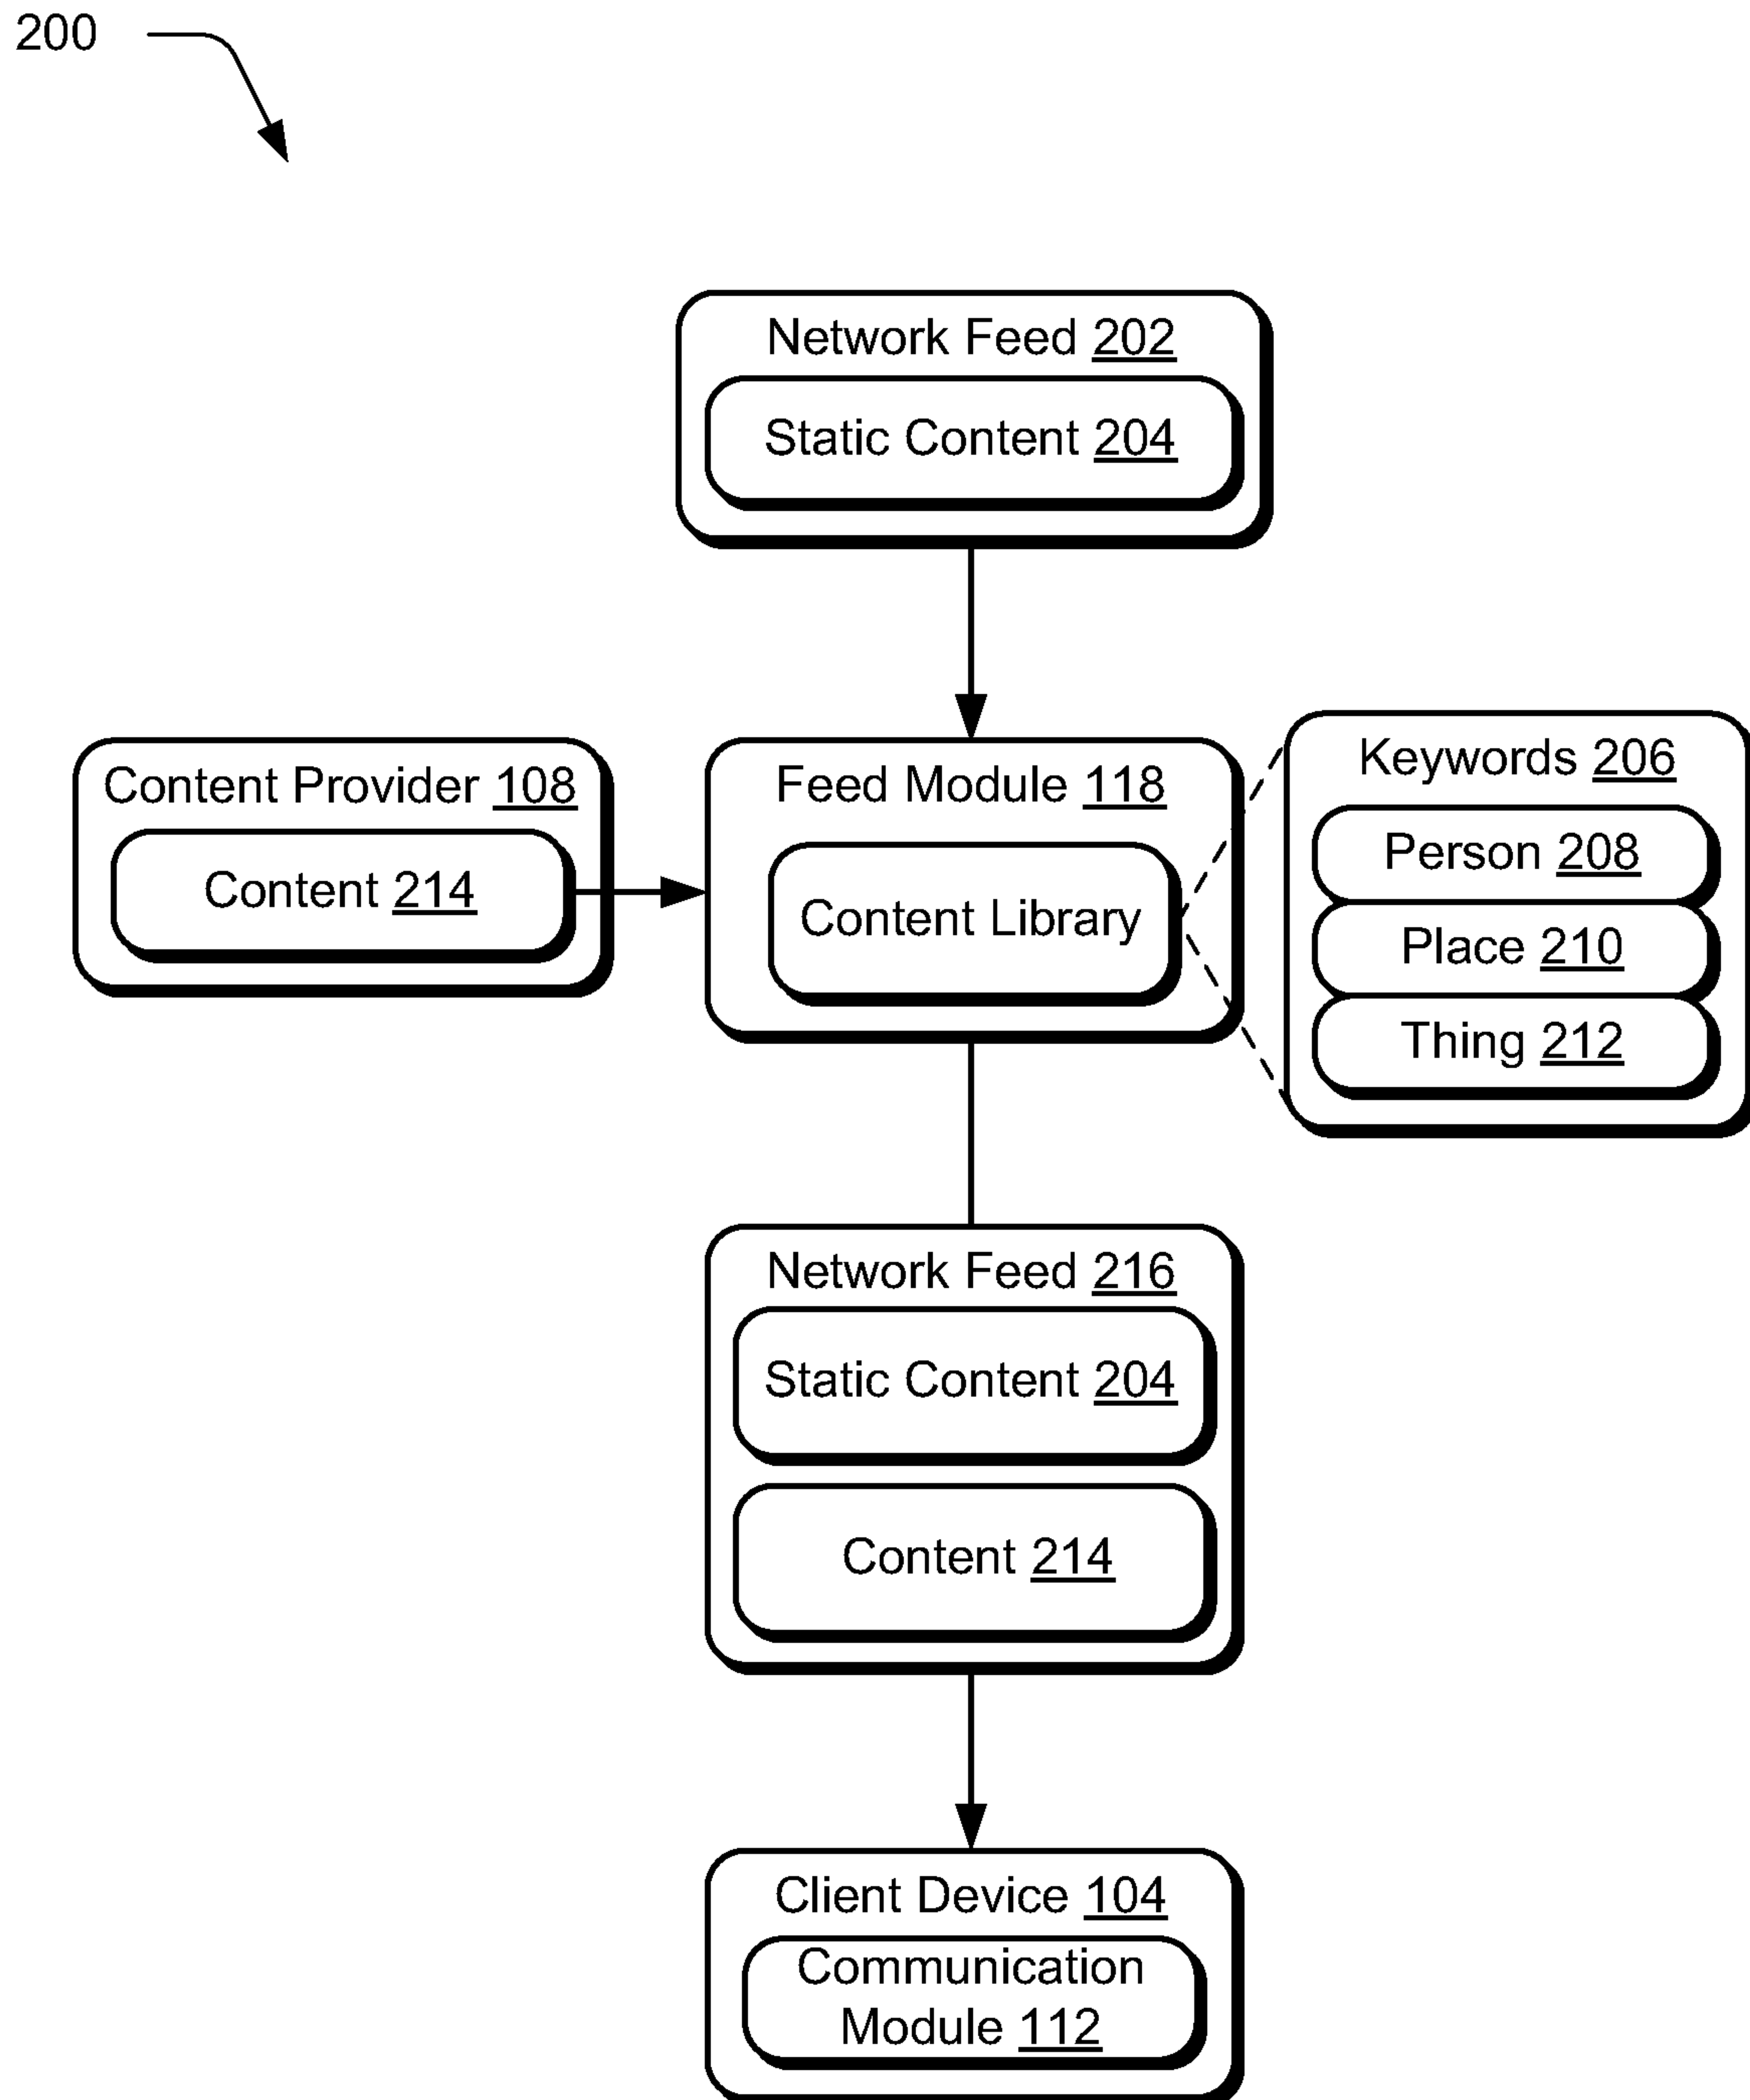 200
Network Feed 202
Static Content 204
Content Provider 108
Content 214
Feed Module 118
Content Library
Keywords 206
Person 208
Place 210
Thing 212
Network Feed 216
Static Content 204
Content 214
Client Device 104
Communication
Module 112